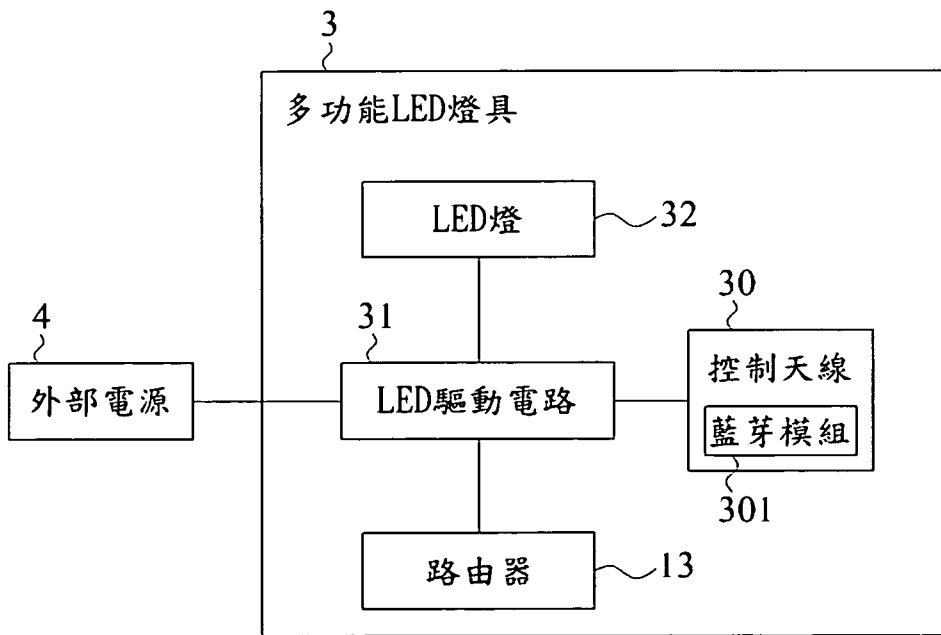 3
多功能LED燈具
LED燈
32
4
外部電源
31
LED驅動電路
30
控制天線
藍芽模組
301
路由器
13